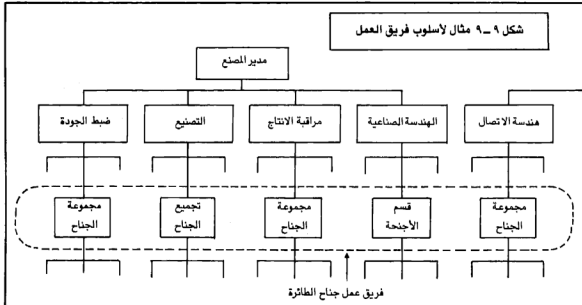 شكل ٩ ــ ٩ مثال لأسلوب فريق العمل
مدير المصنع
هندسة الاتصال
الهندسة الصناعية
مراقبة الانتاج
التصنيع
ضبط الجودة
مجموعة
الجناح
قسم
الأجنحة
مجموعة
الجناح
تجميع
الجناح
مجموعة
الجناح
فريق عمل جناح الطائرة